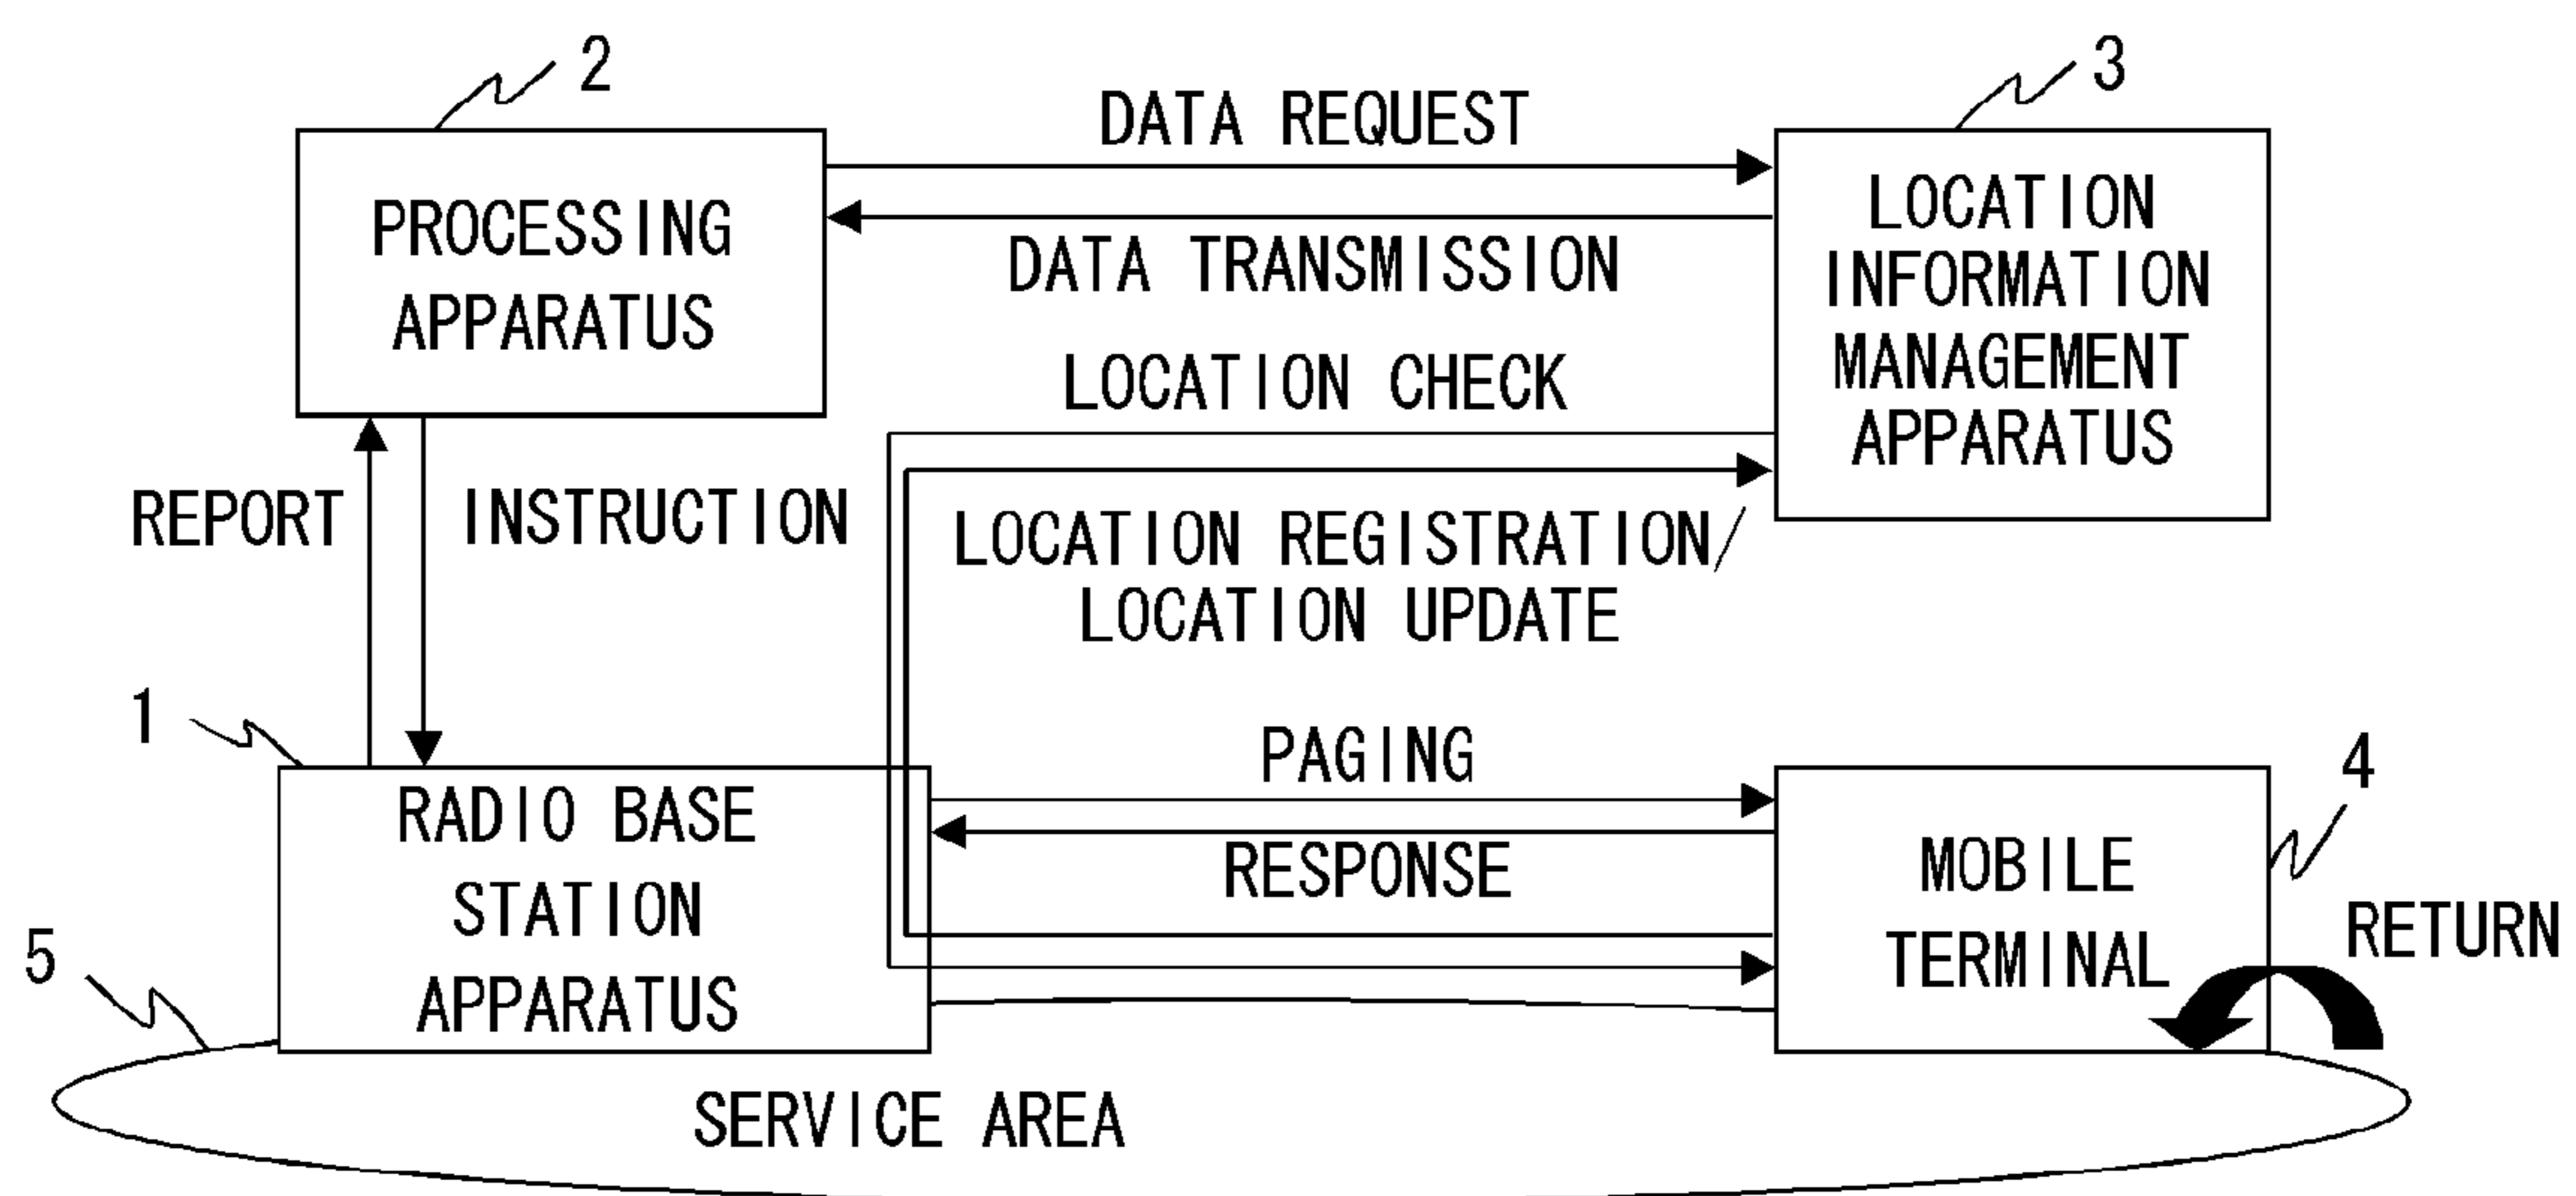 2
3
DATA REQUEST
PROCESSING
APPARATUS
DATA TRANSMISSION
LOCATION
INFORMATION
MANAGEMENT
APPARATUS
LOCATION CHECK
REPORT
INSTRUCTION
LOCATION REGISTRATION/
LOCATION UPDATE
1
PAGING
4
RADIO BASE
STATION
APPARATUS
RESPONSE
MOBILE
TERMINAL
RETURN
5
SERVICE AREA